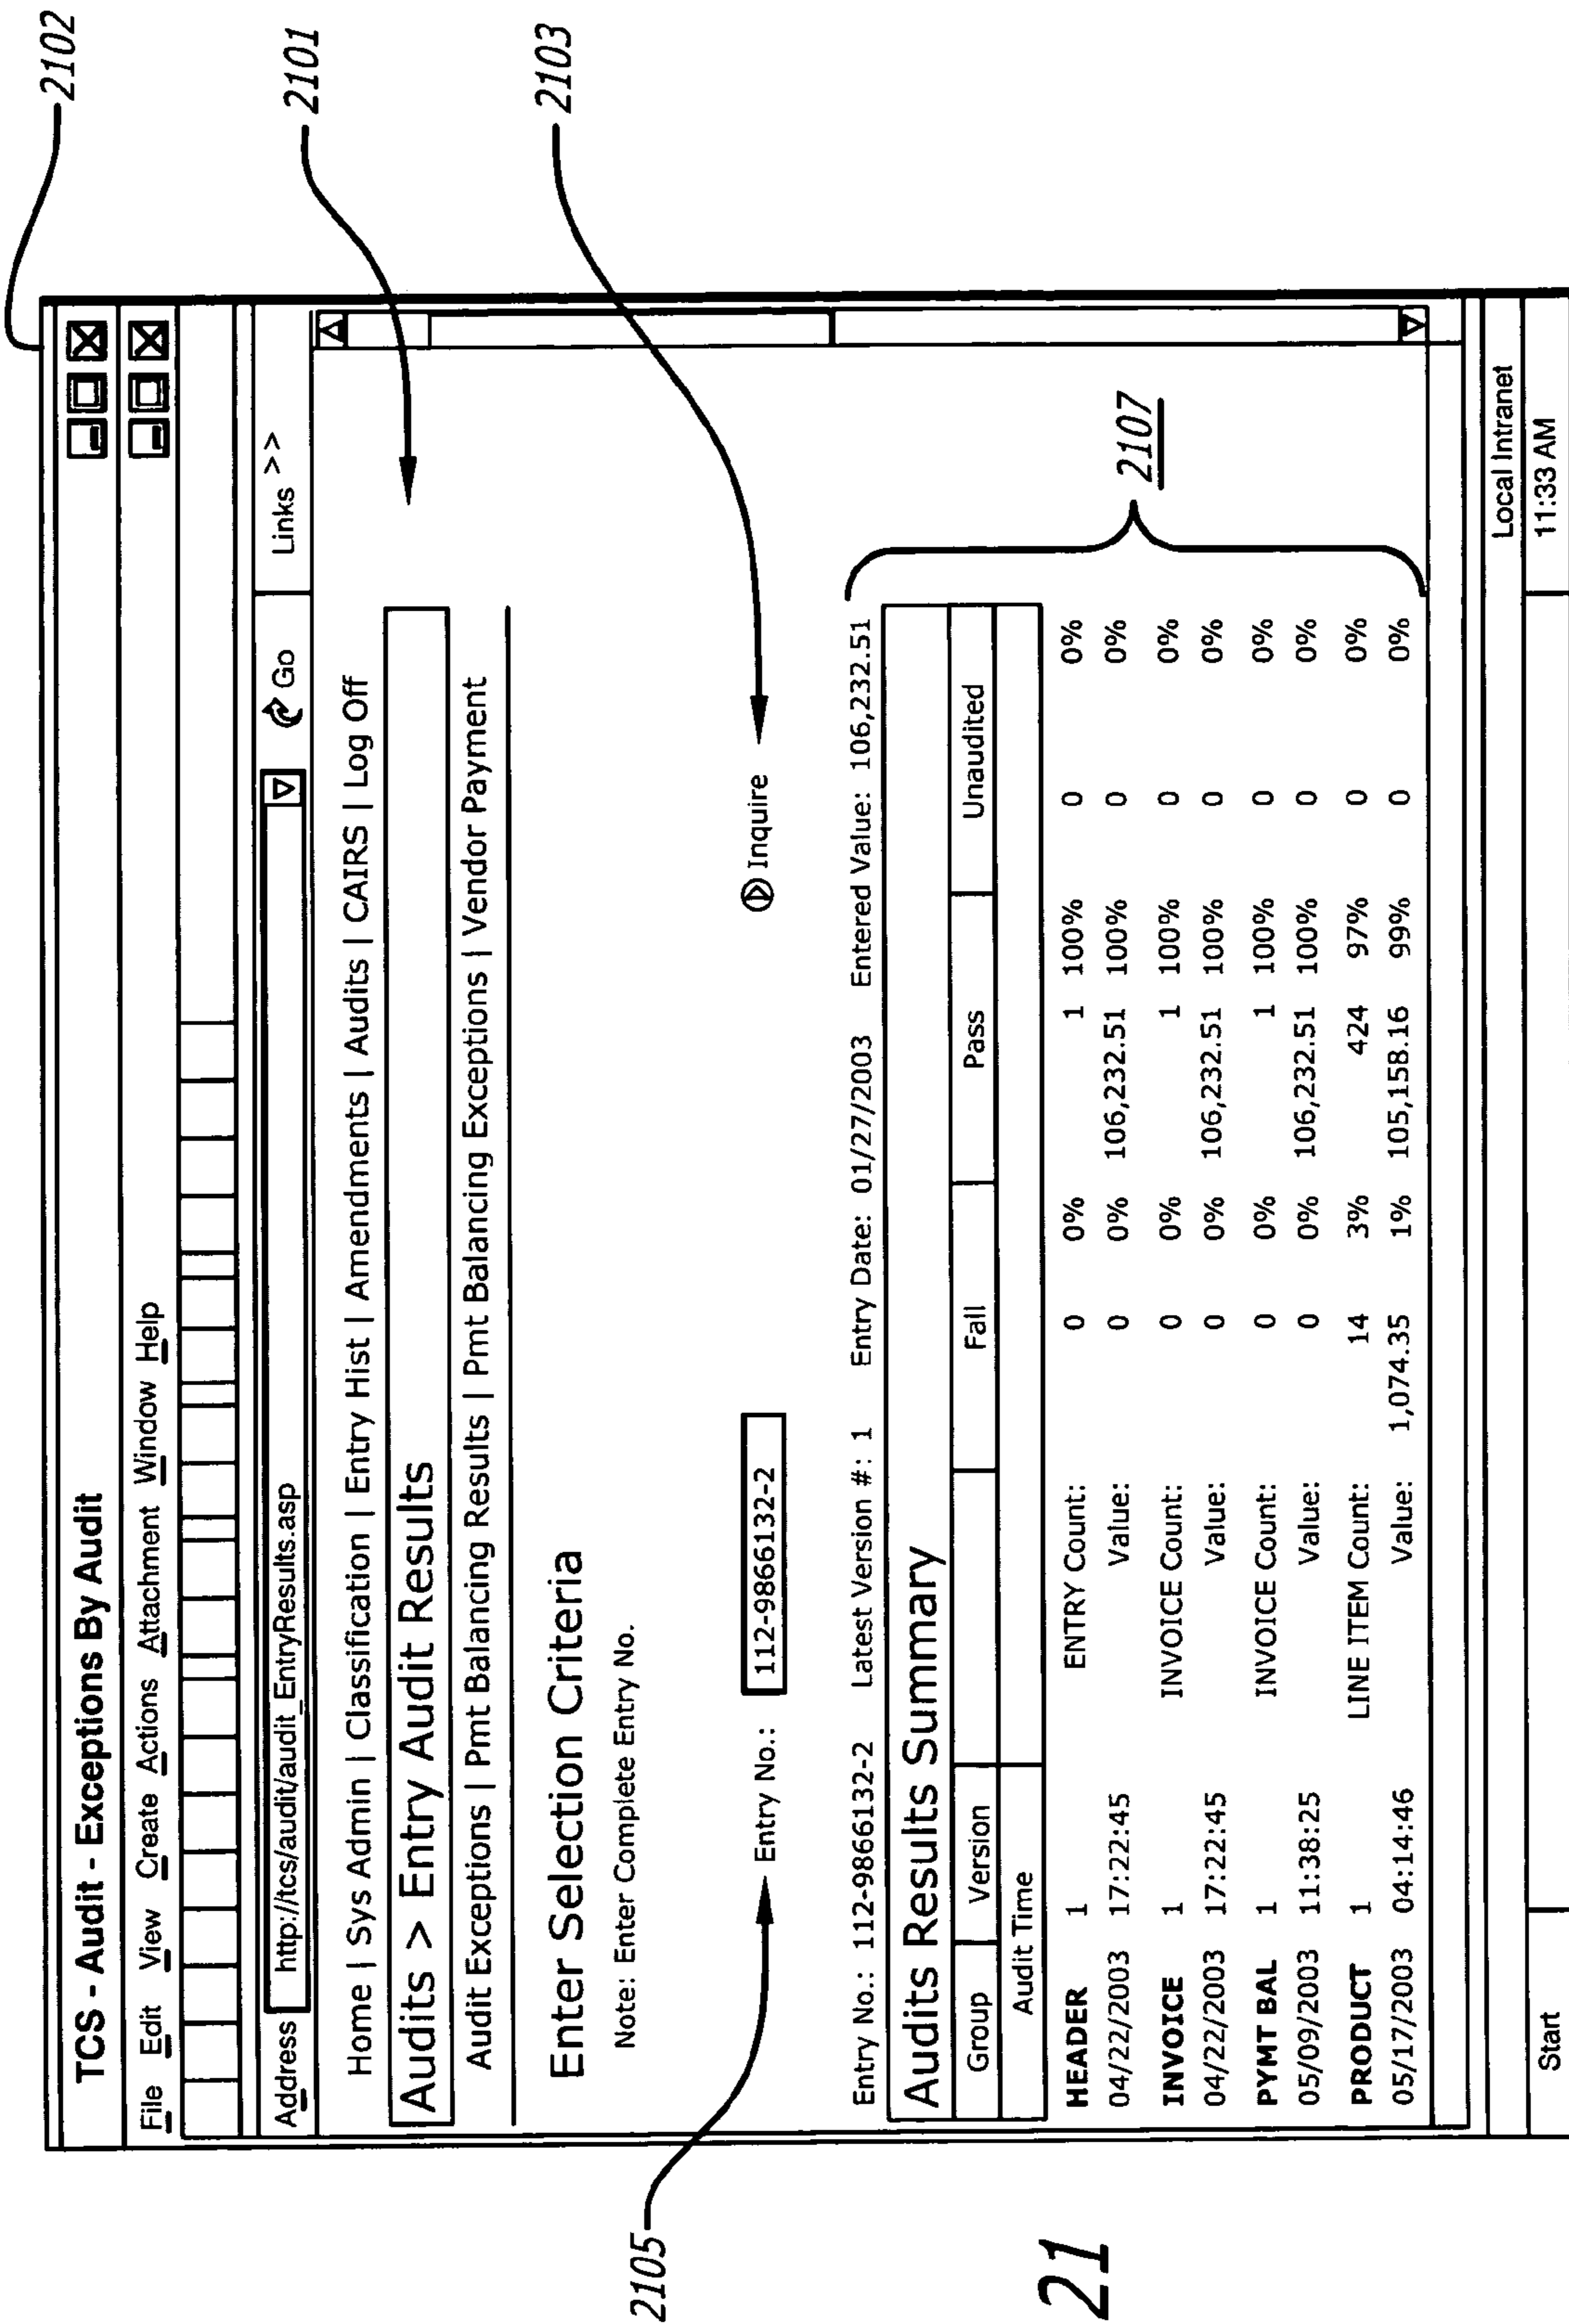 2102
TCS - Audit - Exceptions By Audit
File Edit View Create Actions Attachment Window Help
Address http://tcs/audit/audit_EntryResults.asp Go Links >>
2101
Home | Sys Admin | Classification | Entry Hist | Amendments | Audits | CAIRS | Log Off
Audits > Entry Audit Results
Audit Exceptions | Pmt Balancing Results | Pmt Balancing Exceptions | Vendor Payment
2103
Enter Selection Criteria
Note: Enter Complete Entry No.
2105
Entry No.: 112-9866132-2 Inquire
Entry No.: 112-9866132-2 Latest Version #: 1 Entry Date: 01/27/2003 Entered Value: 106,232.51
Audits Results Summary
Group Version Fall Pass Unaudited
Audit Time
2107
HEADER 1 ENTRY Count: 0 0% 1 100% 0 0%
04/22/2003 17:22:45 Value: 0 0% 106,232.51 100% 0 0%
INVOICE 1 INVOICE Count: 0 0% 1 100% 0 0%
04/22/2003 17:22:45 Value: 0 0% 106,232.51 100% 0 0%
PYMT BAL 1 INVOICE Count: 0 0% 1 100% 0 0%
05/09/2003 11:38:25 Value: 0 0% 106,232.51 100% 0 0%
PRODUCT 1 LINE ITEM Count: 14 3% 424 97% 0 0%
05/17/2003 04:14:46 Value: 1,074.35 1% 105,158.16 99% 0 0%
Local Intranet
Start 11:33 AM
21